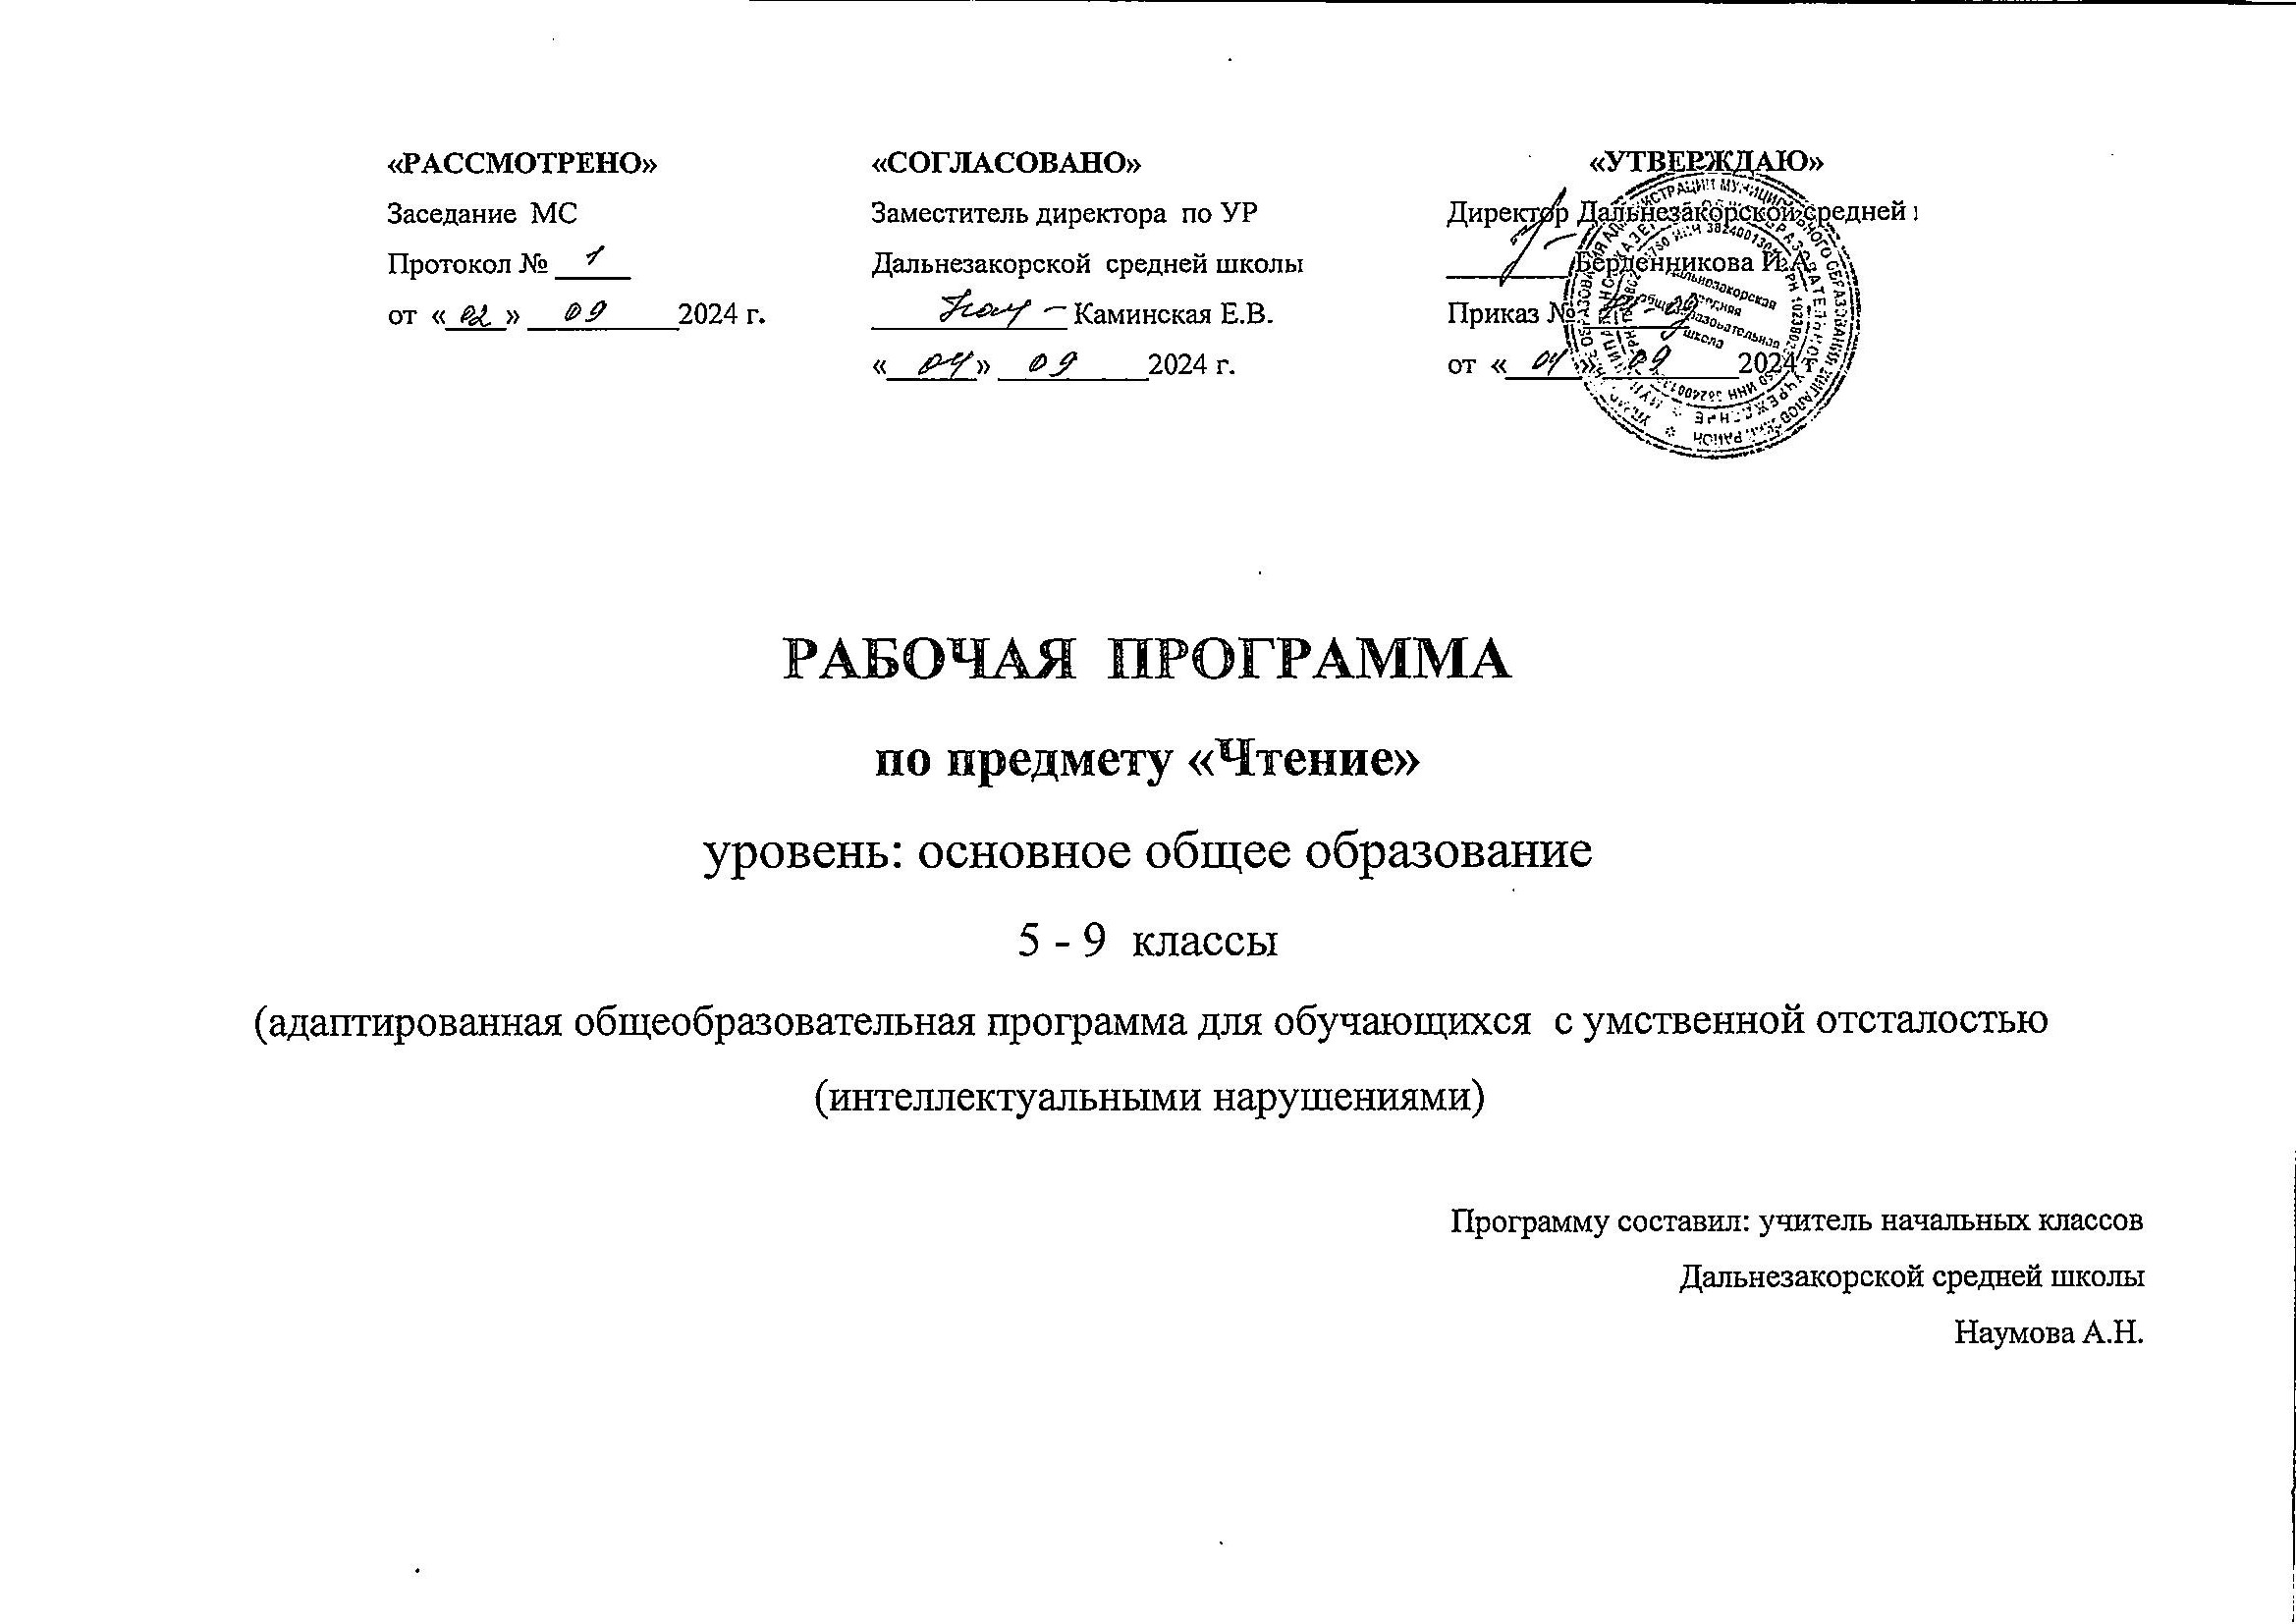 «РАССМОТРЕНО»
Заседание МС
Протокол № 1
от «02» 09 2024 г.
«СОГЛАСОВАНО»
Заместитель директора по УР
Дальнезакорской средней школы
Каминская Е.В.
«04» 09 2024 г.
«УТВЕРЖДАЮ»
Директор Дальнезакорской средней
Берденникова И.А.
Приказ №
от «04» 09 2024 г.
РАБОЧАЯ ПРОГРАММА
по предмету «Чтение»
уровень: основное общее образование
5 - 9 классы
(адаптированная общеобразовательная программа для обучающихся с умственной отсталостью
(интеллектуальными нарушениями)
Программу составил: учитель начальных классов
Дальнезакорской средней школы
Наумова А.Н.